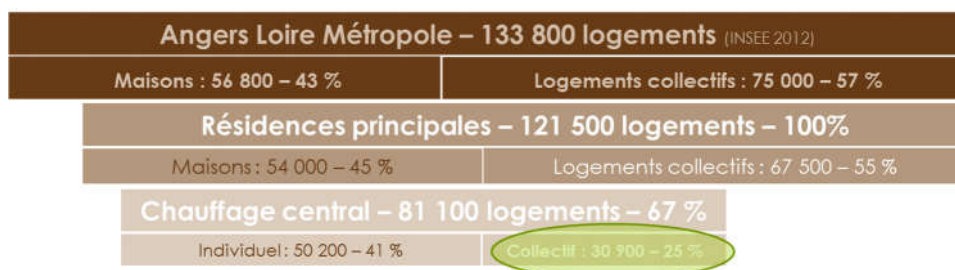 Angers Loire Métropole – 133 800 logements (INSEE 2012)
Maisons : 56 800 – 43 % Logements collectifs : 75 000 – 57 %
Résidences principales – 121 500 logements – 100%
Maisons : 54 000 – 45 % Logements collectifs : 67 500 – 55 %
Chauffage central – 81 100 logements – 67 %
Individuel : 50 200 – 41 % Collectif : 30 900 – 25 %